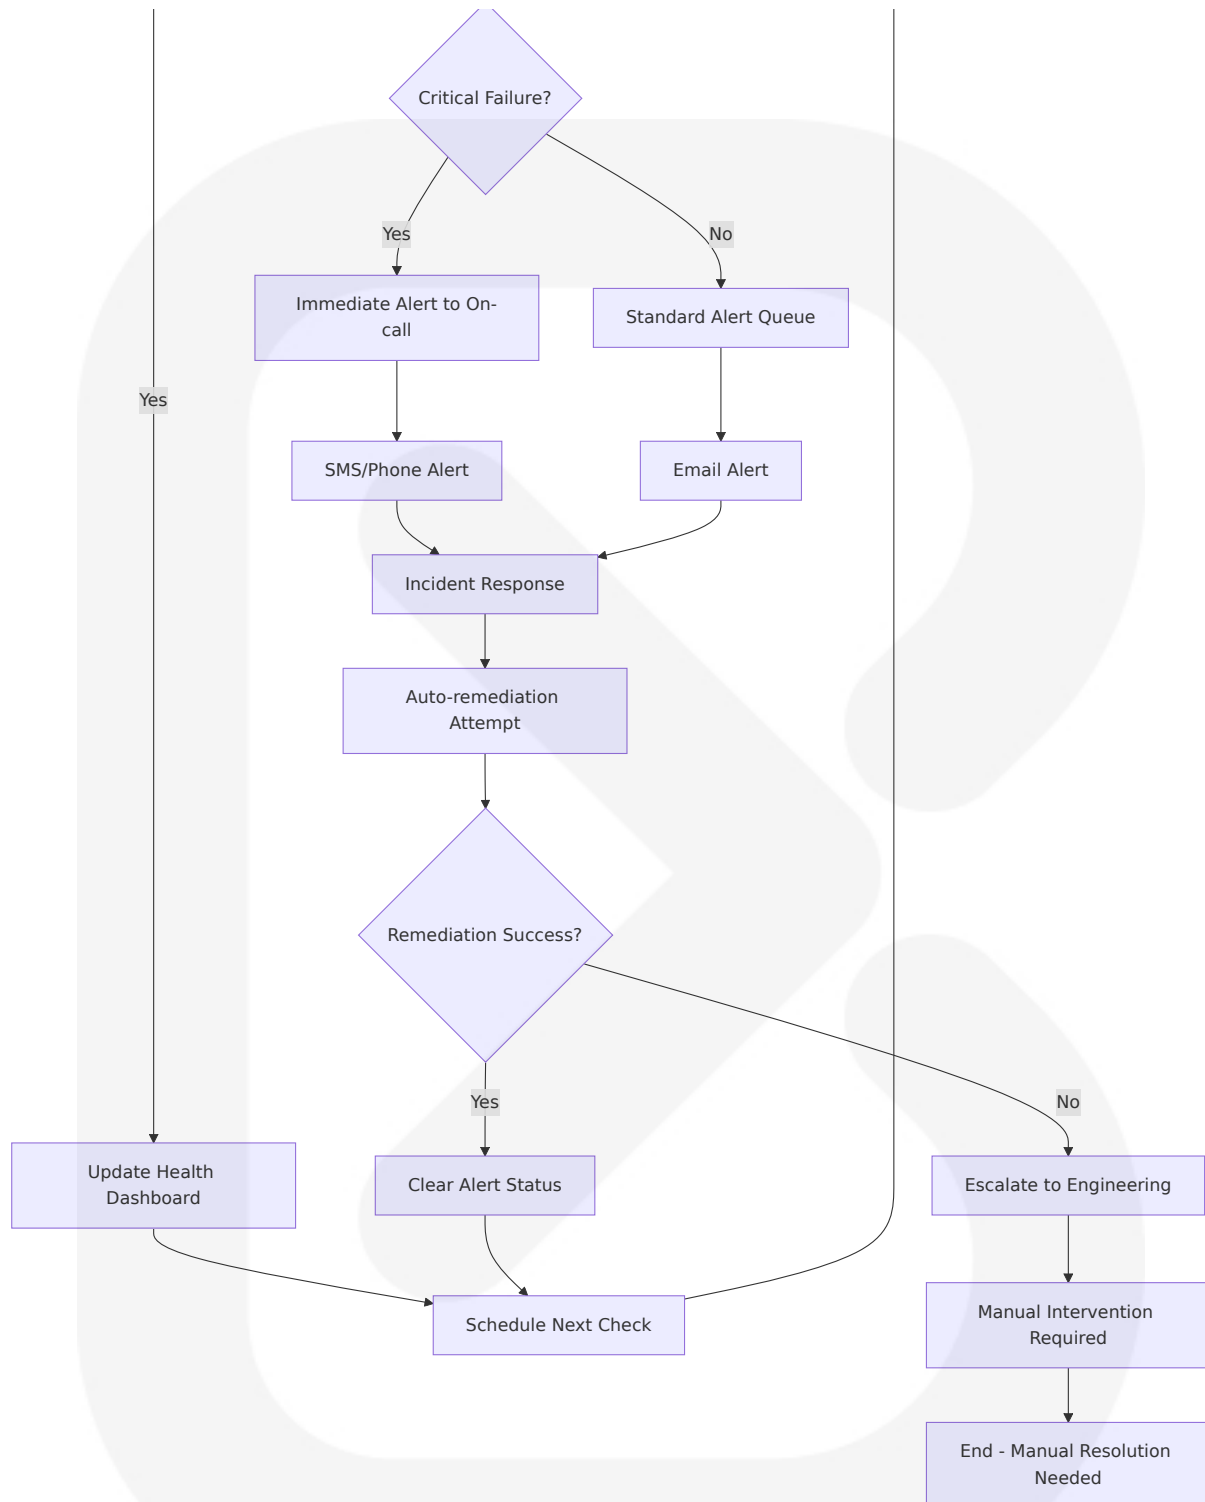 Critical Failure?
Yes
No
Immediate Alert to On-
call
Standard Alert Queue
Yes
SMS/Phone Alert
Email Alert
Incident Response
Auto-remediation
Attempt
Remediation Success?
Yes
No
Update Health
Dashboard
Clear Alert Status
Escalate to Engineering
Schedule Next Check
Manual Intervention
Required
End - Manual Resolution
Needed